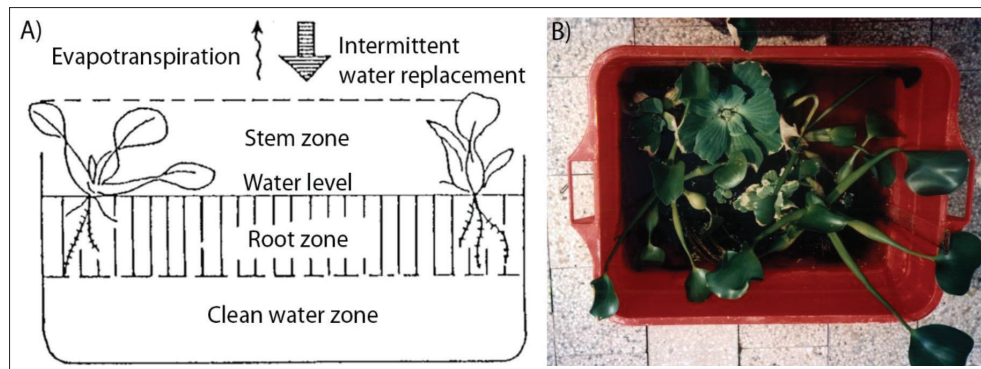 A)
Evapotranspiration
Intermittent
water replacement
Stem zone
Water level
Root zone
Clean water zone
B)